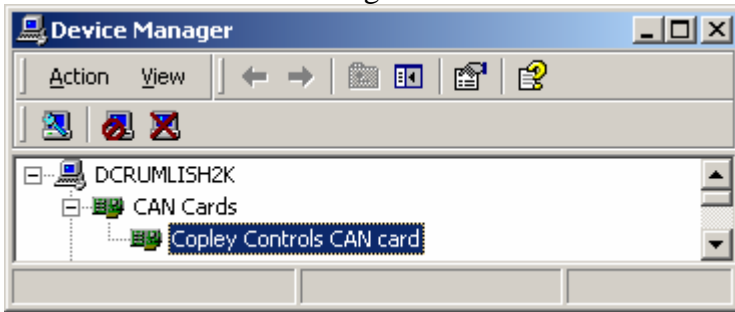 Device Manager
Action View
DCRUMLISH2K
CAN Cards
Copley Controls CAN card